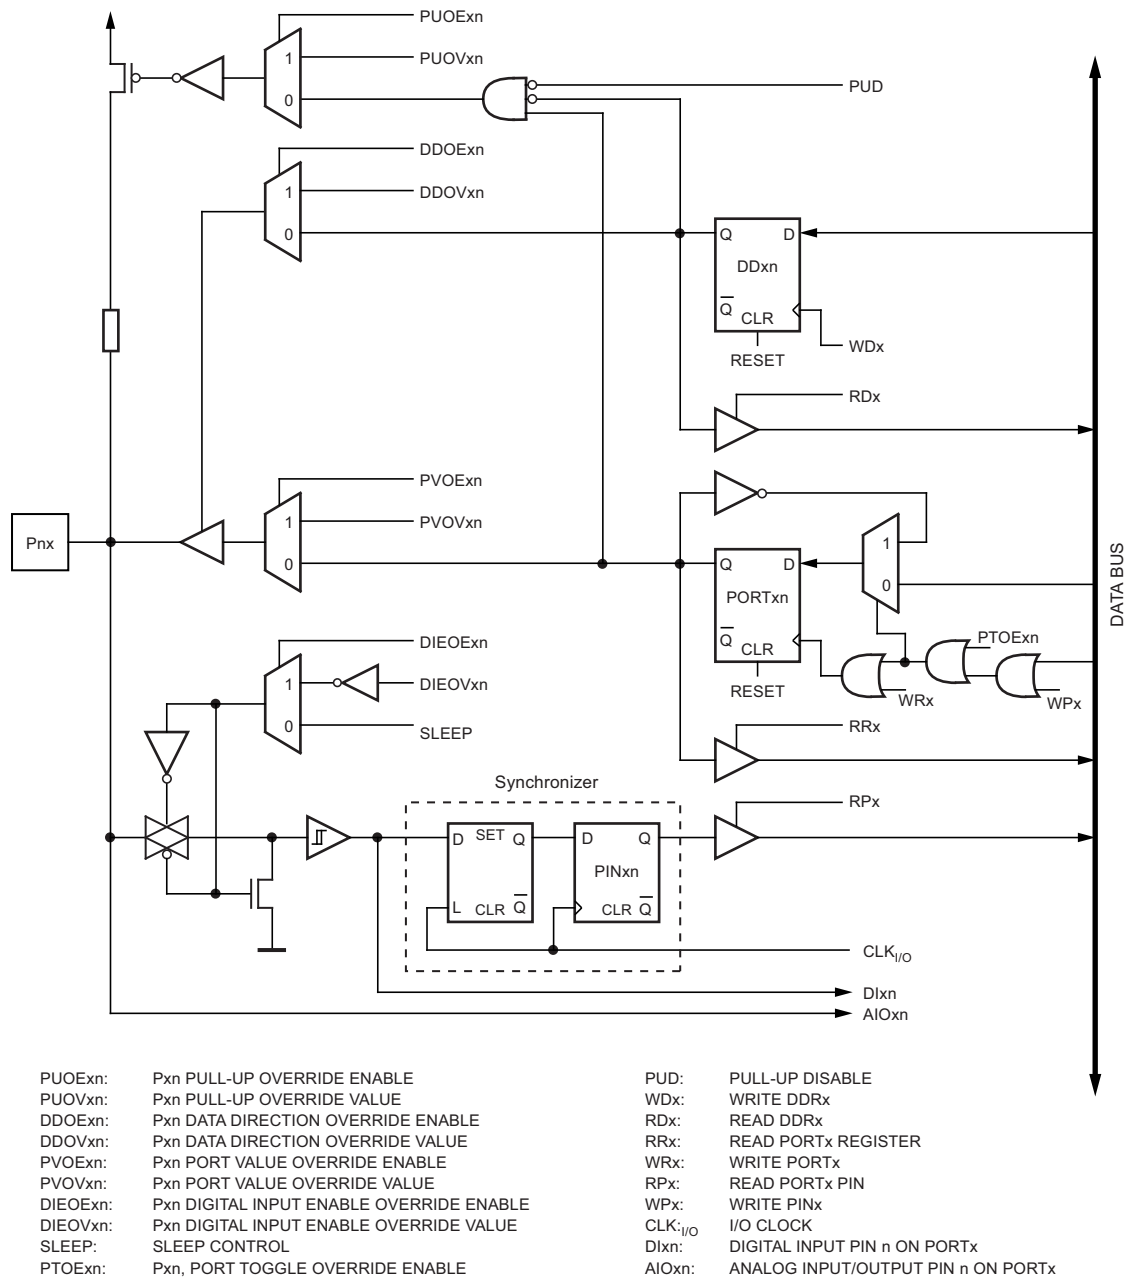 PUOExn
1
PUOVxn
0
PUD
DDOExn
1
DDOVxn
0
Q D
DDxn
Q
CLR
RESET
WDx
RDx
PVOExn
1
PVOVxn
0
Pnx
1
0
Q D
PORTxn
Q
CLR
RESET
PTOExn
WRx
WPx
DATA BUS
DIEOExn
1
DIEOVxn
0
SLEEP
RRx
Synchronizer
RPx
D SET Q
L CLR Q
D Q
PINxn
CLR Q
CLKI/O
DIxn
AIOxn
PUOExn: Pxn PULL-UP OVERRIDE ENABLE
PUOVxn: Pxn PULL-UP OVERRIDE VALUE
DDOExn: Pxn DATA DIRECTION OVERRIDE ENABLE
DDOVxn: Pxn DATA DIRECTION OVERRIDE VALUE
PVOExn: Pxn PORT VALUE OVERRIDE ENABLE
PVOVxn: Pxn PORT VALUE OVERRIDE VALUE
DIEOExn: Pxn DIGITAL INPUT ENABLE OVERRIDE ENABLE
DIEOVxn: Pxn DIGITAL INPUT ENABLE OVERRIDE VALUE
SLEEP: SLEEP CONTROL
PTOExn: Pxn, PORT TOGGLE OVERRIDE ENABLE
PUD: PULL-UP DISABLE
WDx: WRITE DDRx
RDx: READ DDRx
RRx: READ PORTx REGISTER
WRx: WRITE PORTx
RPx: READ PORTx PIN
WPx: WRITE PINx
CLK:I/O I/O CLOCK
DIxn: DIGITAL INPUT PIN n ON PORTx
AIOxn: ANALOG INPUT/OUTPUT PIN n ON PORTx